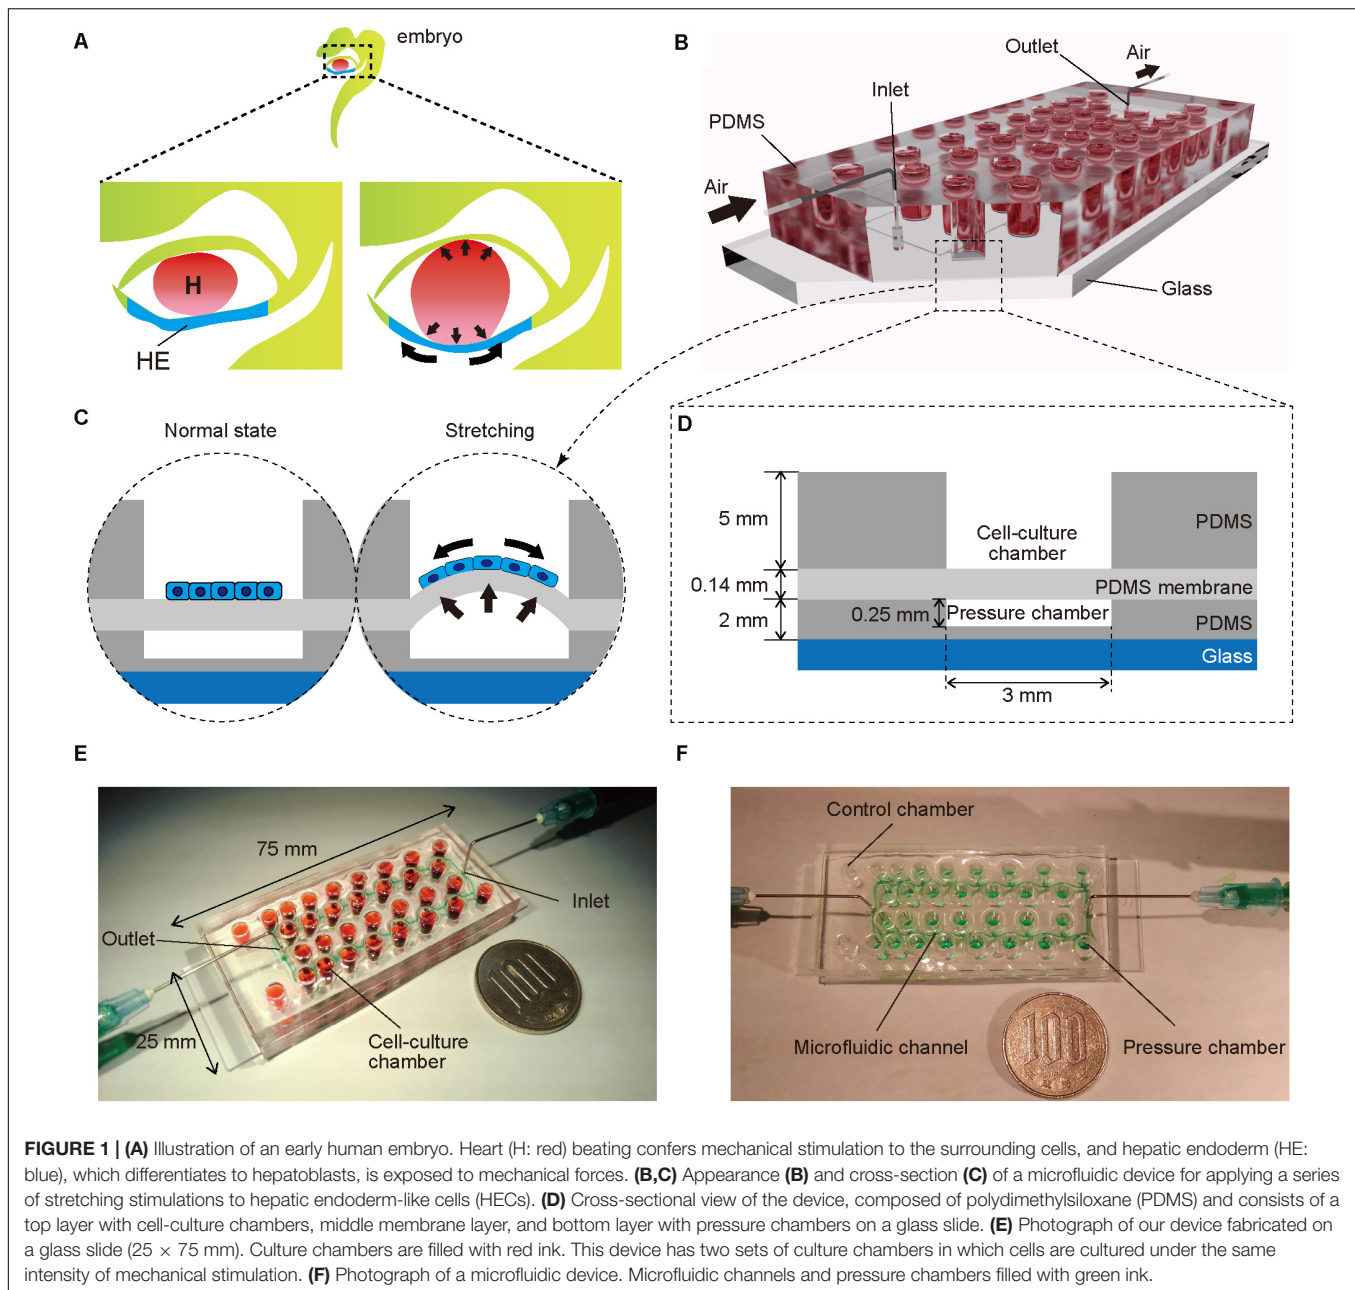 A
embryo
H
HE
B
Outlet
Air
Inlet
PDMS
Air
Glass
C
Normal state
Stretching
D
5 mm
PDMS
Cell-culture
chamber
0.14 mm
PDMS membrane
0.25 mm
Pressure chamber
2 mm
PDMS
Glass
3 mm
E
75 mm
Inlet
Outlet
25 mm
Cell-culture
chamber
100
F
Control chamber
Microfluidic channel
Pressure chamber
100
FIGURE 1 | (A) Illustration of an early human embryo. Heart (H: red) beating confers mechanical stimulation to the surrounding cells, and hepatic endoderm (HE:
blue), which differentiates to hepatoblasts, is exposed to mechanical forces. (B,C) Appearance (B) and cross-section (C) of a microfluidic device for applying a series
of stretching stimulations to hepatic endoderm-like cells (HECs). (D) Cross-sectional view of the device, composed of polydimethylsiloxane (PDMS) and consists of a
top layer with cell-culture chambers, middle membrane layer, and bottom layer with pressure chambers on a glass slide. (E) Photograph of our device fabricated on
a glass slide (25 × 75 mm). Culture chambers are filled with red ink. This device has two sets of culture chambers in which cells are cultured under the same
intensity of mechanical stimulation. (F) Photograph of a microfluidic device. Microfluidic channels and pressure chambers filled with green ink.